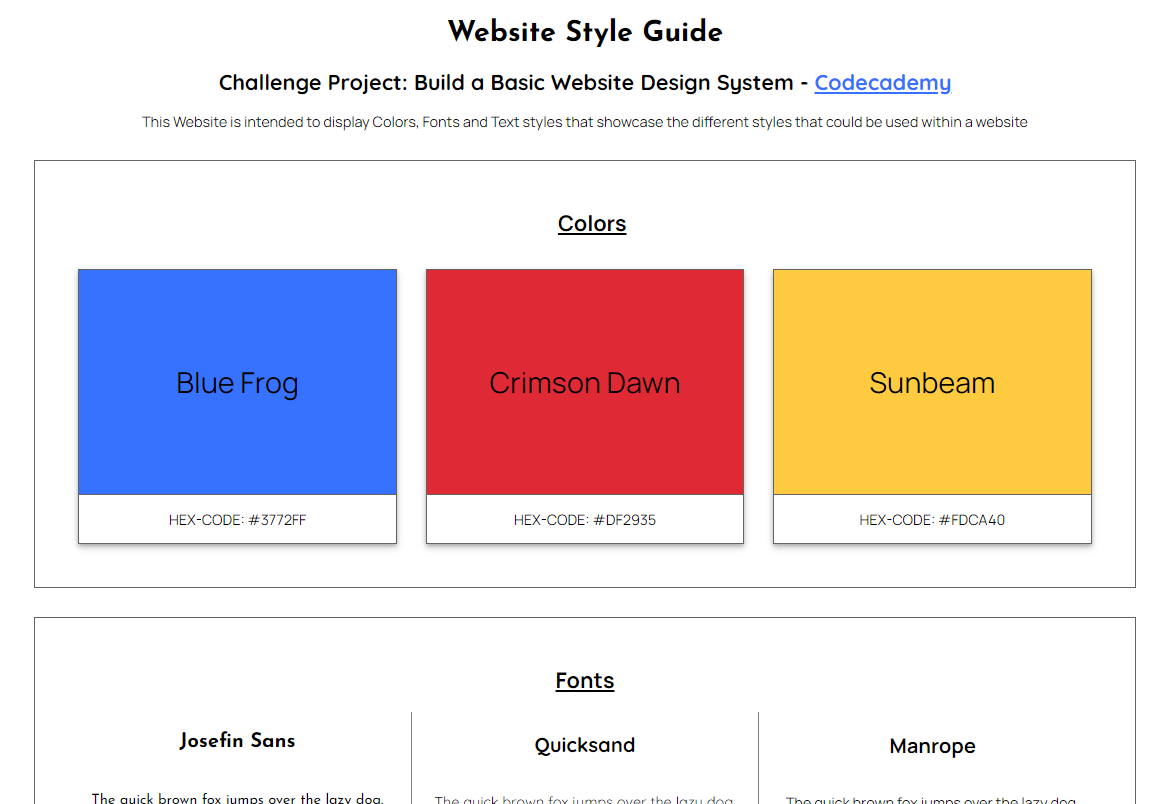 Website Style Guide
Challenge Project: Build a Basic Website Design System - Codecademy
This Website is intended to display Colors, Fonts and Text styles that showcase the different styles that could be used within a website
Colors
Blue Frog
Crimson Dawn
Sunbeam
HEX-CODE: #3772FF
HEX-CODE: #DF2935
HEX-CODE: #FDCA40
Fonts
Josefin Sans
Quicksand
Manrope
The quick brown fox jumps over the lazy dog.
The quick brown fox jumps over the lazy dog.
The quick brown fox jumps over the lazy dog.